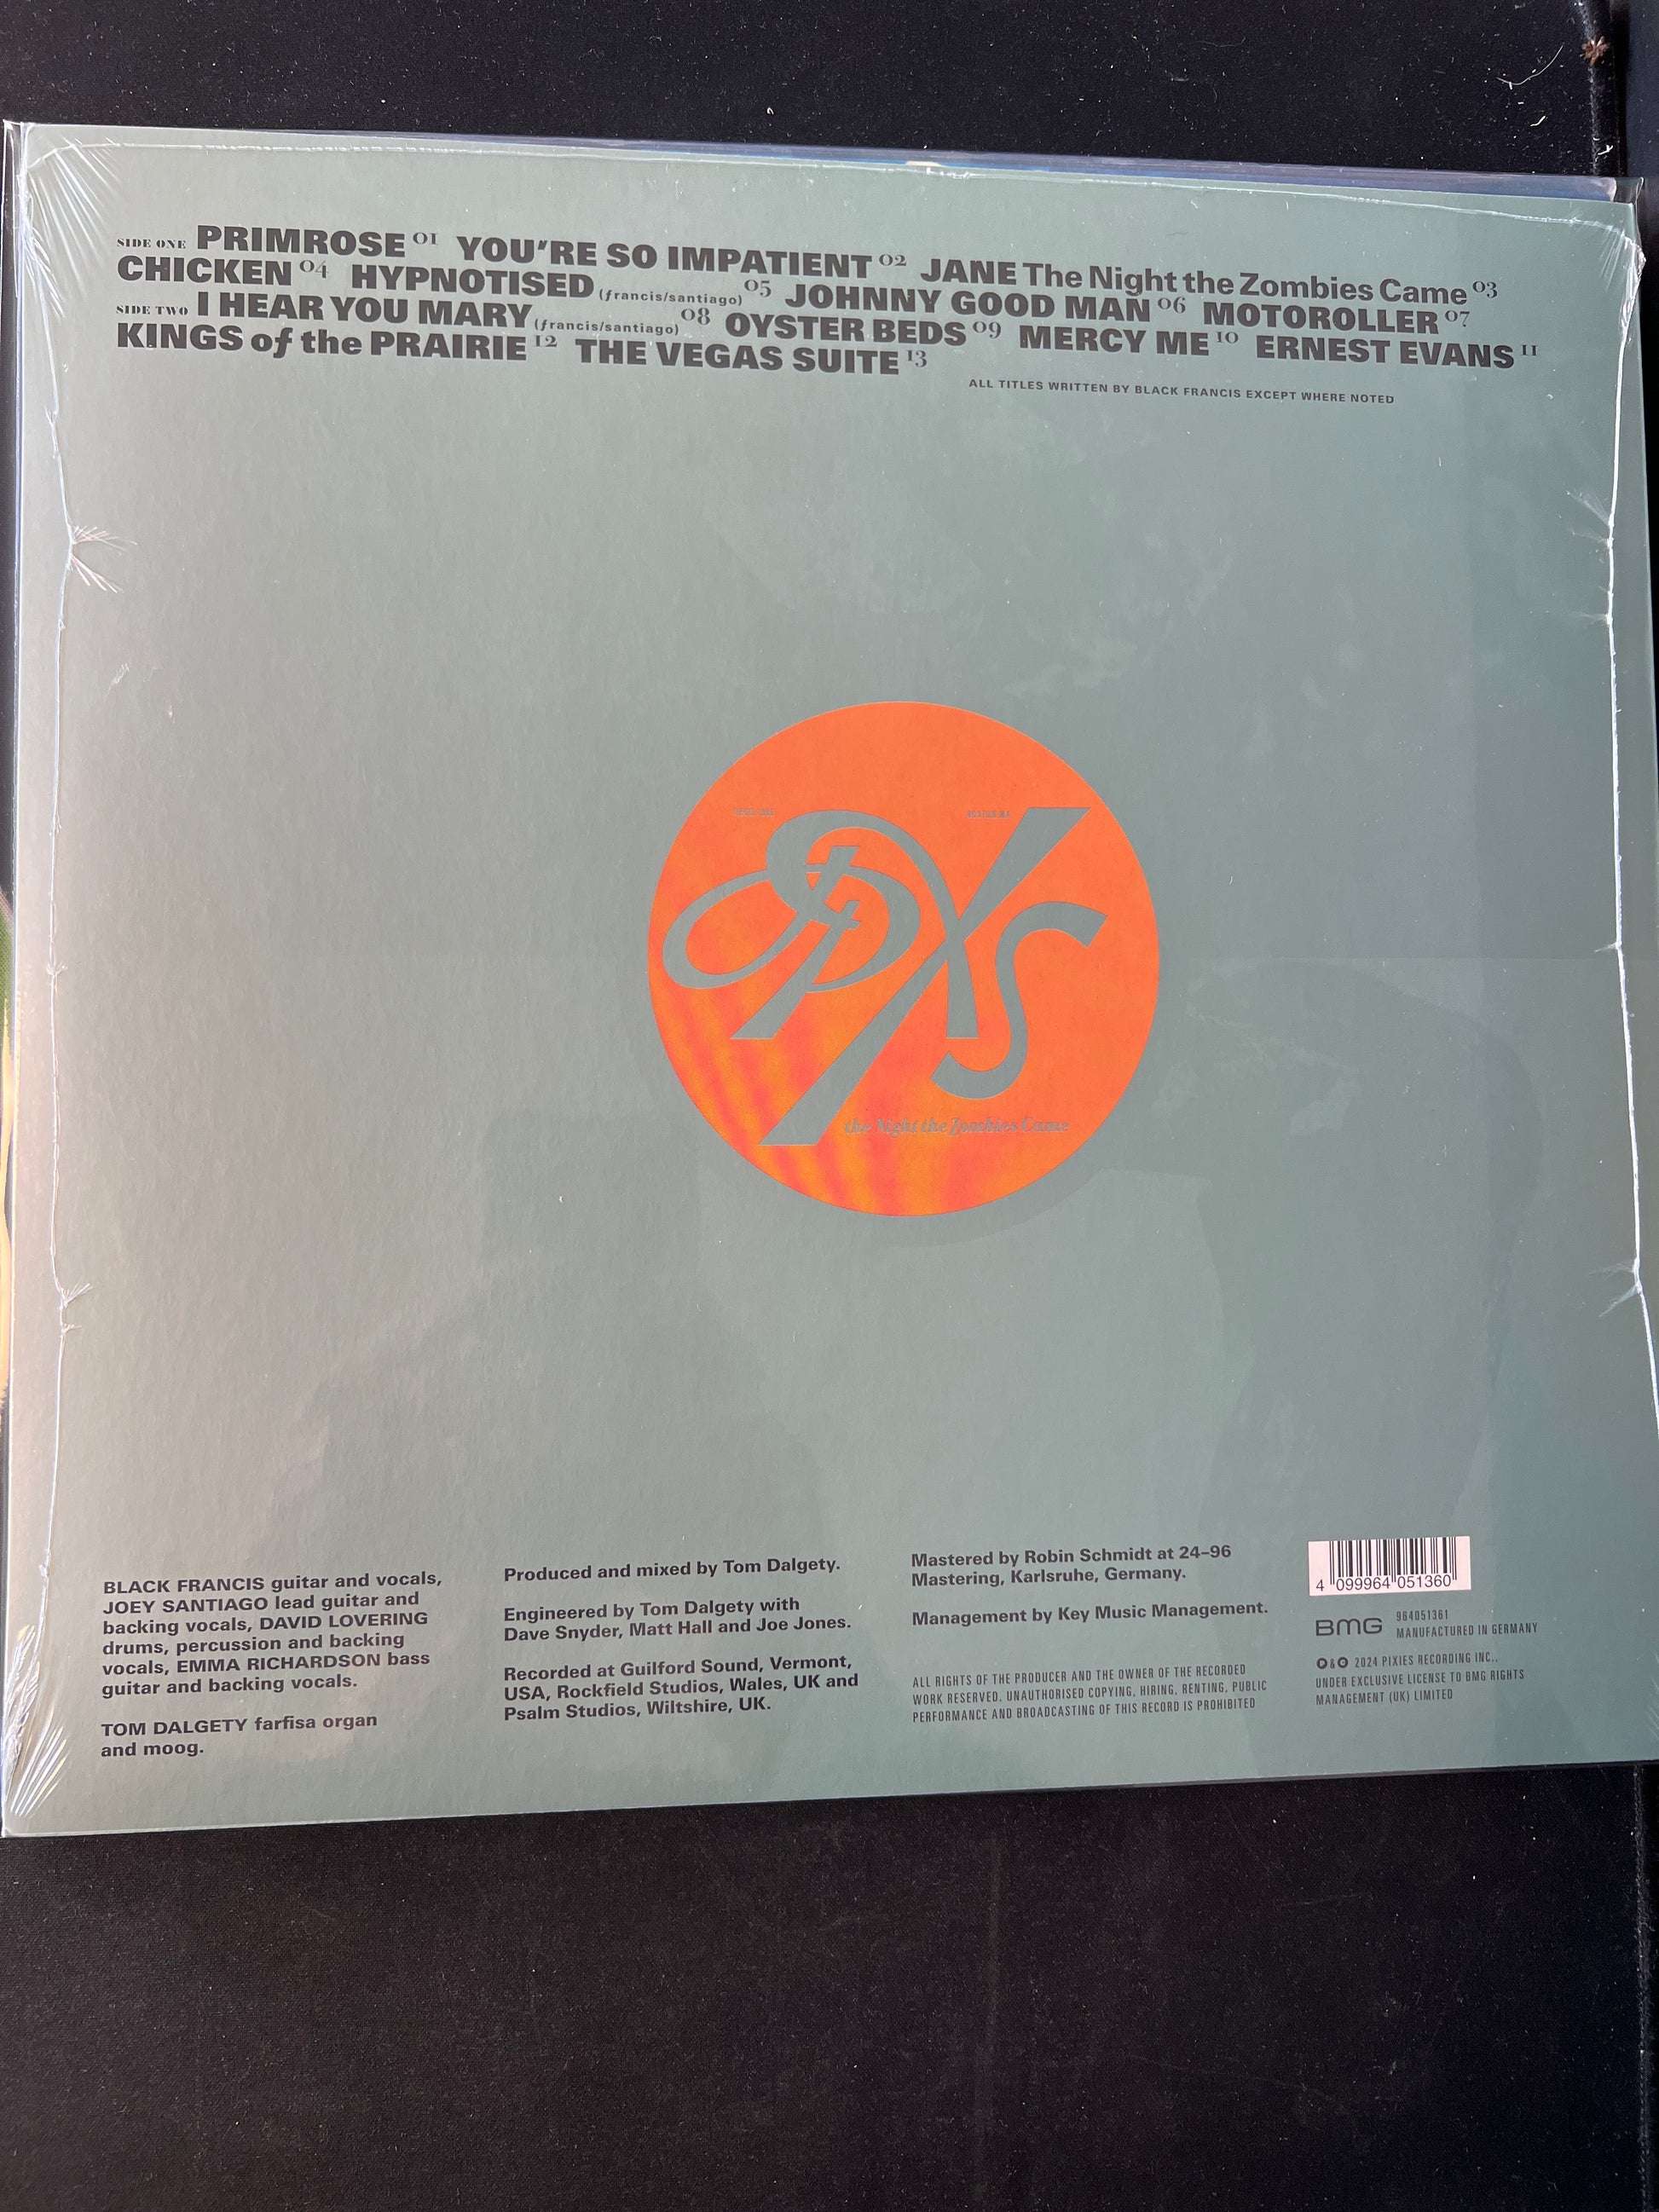 SIDE ONE PRIMROSE 01 YOU'RE SO IMPATIENT 02 JANE The Night the Zombies Came 03
CHICKEN 04 HYPNOTISED (francis/santiago) 05 JOHNNY GOOD MAN 06 MOTOROLLER 07
SIDE TWO I HEAR YOU MARY (francis/santiago) 08 OYSTER BEDS 09 MERCY ME 10 ERNEST EVANS 11
KINGS of the PRAIRIE 12 THE VEGAS SUITE 13
ALL TITLES WRITTEN BY BLACK FRANCIS EXCEPT WHERE NOTED
PXS
the Night the Zombies Came
BLACK FRANCIS guitar and vocals,
JOEY SANTIAGO lead guitar and
backing vocals, DAVID LOVERING
drums, percussion and backing
vocals, EMMA RICHARDSON bass
guitar and backing vocals.
TOM DALGETY farfisa organ
and moog.
Produced and mixed by Tom Dalgety.
Engineered by Tom Dalgety with
Dave Snyder, Matt Hall and Joe Jones.
Recorded at Guilford Sound, Vermont,
USA, Rockfield Studios, Wales, UK and
Psalm Studios, Wiltshire, UK.
Mastered by Robin Schmidt at 24–96
Mastering, Karlsruhe, Germany.
Management by Key Music Management.
ALL RIGHTS OF THE PRODUCER AND THE OWNER OF THE RECORDED
WORK RESERVED. UNAUTHORISED COPYING, HIRING, RENTING, PUBLIC
PERFORMANCE AND BROADCASTING OF THIS RECORD IS PROHIBITED
4 099964 051360
BMG
964051361
MANUFACTURED IN GERMANY
℗&© 2024 PIXIES RECORDING INC.,
UNDER EXCLUSIVE LICENSE TO BMG RIGHTS
MANAGEMENT (UK) LIMITED